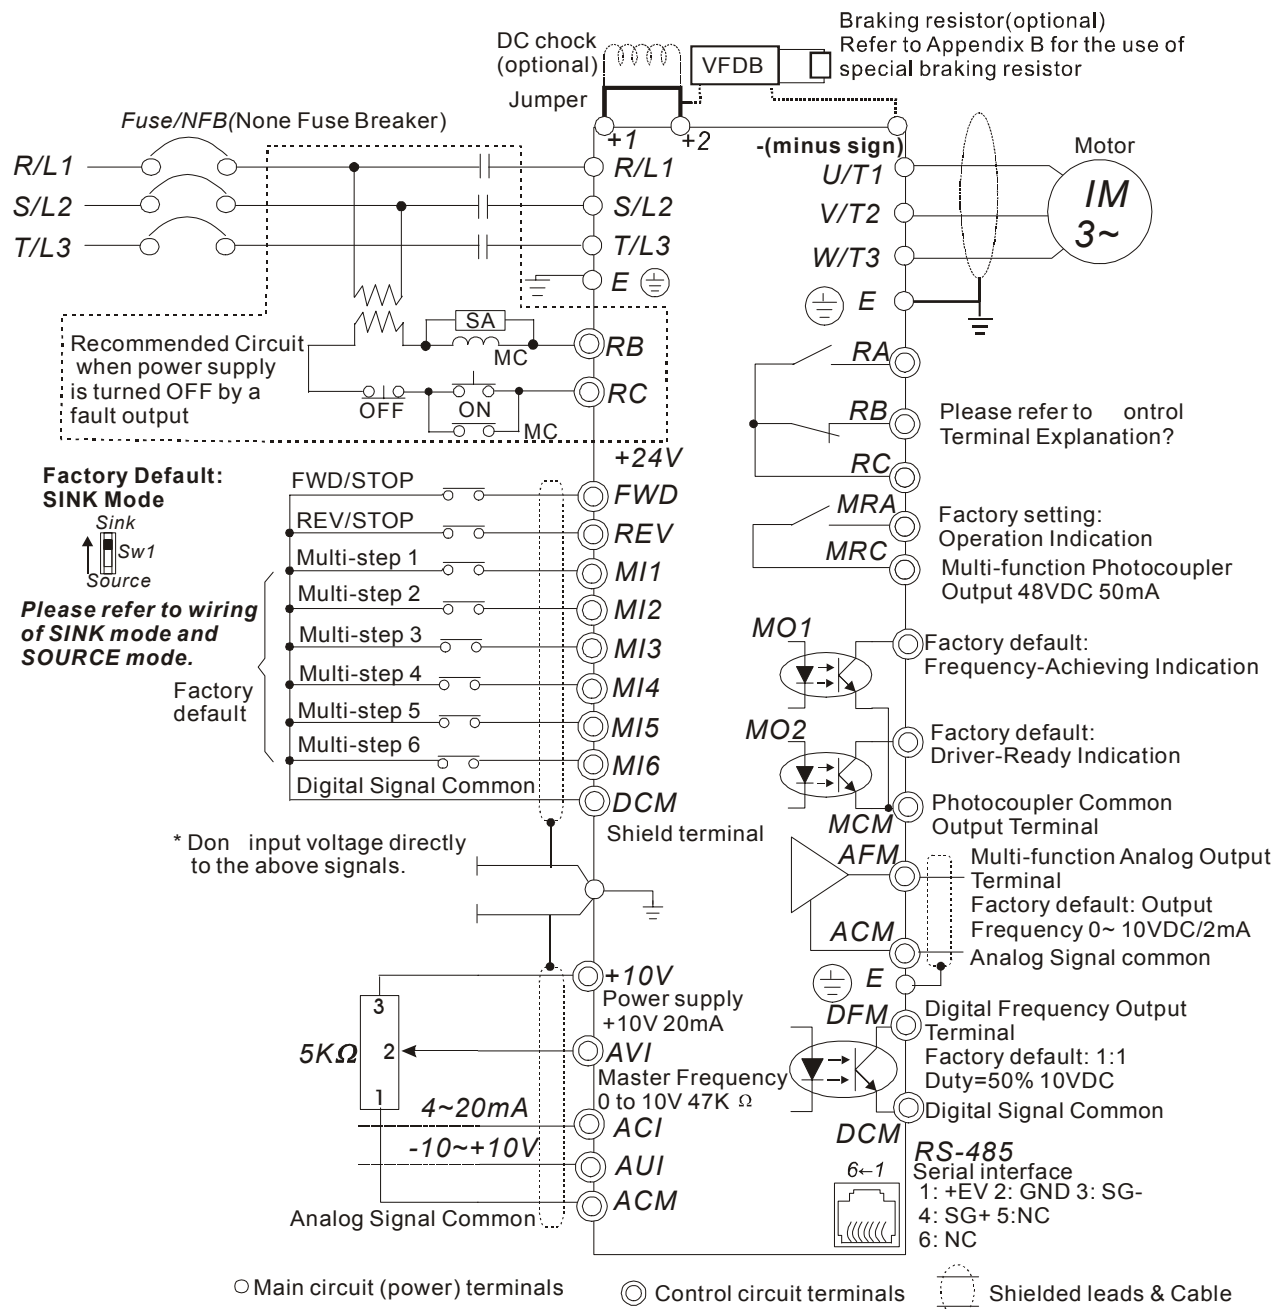 Braking resistor(optional)
Refer to Appendix B for the use of
special braking resistor
DC chock
(optional)
VFDB
Jumper
Fuse/NFB(None Fuse Breaker)
+1
+2
-(minus sign)
Motor
IM
3~
R/L1
R/L1
U/T1
S/L2
S/L2
V/T2
T/L3
T/L3
W/T3
E
E
Recommended Circuit
when power supply
is turned OFF by a
fault output
SA
MC
RB
RC
OFF
ON
MC
RA
RB
RC
Please refer to ontrol
Terminal Explanation?
+24V
Factory Default:
SINK Mode
Sink
Sw1
Source
Please refer to wiring
of SINK mode and
SOURCE mode.
Factory
default
FWD/STOP
FWD
REV/STOP
REV
Multi-step 1
MI1
Multi-step 2
MI2
Multi-step 3
MI3
Multi-step 4
MI4
Multi-step 5
MI5
Multi-step 6
MI6
Digital Signal Common
DCM
Shield terminal
* Don input voltage directly
to the above signals.
MRA
MRC
Factory setting:
Operation Indication
Multi-function Photocoupler
Output 48VDC 50mA
MO1
Factory default:
Frequency-Achieving Indication
MO2
Factory default:
Driver-Ready Indication
MCM
Photocoupler Common
Output Terminal
AFM
Multi-function Analog Output
Terminal
Factory default: Output
Frequency 0~ 10VDC/2mA
ACM
Analog Signal common
E
+10V
Power supply
+10V 20mA
3
5KΩ
2
1
AVI
Master Frequency
0 to 10V 47K Ω
4~20mA
ACI
-10~+10V
AUI
ACM
Analog Signal Common
DFM
Digital Frequency Output
Terminal
Factory default: 1:1
Duty=50% 10VDC
Digital Signal Common
DCM
RS-485
Serial interface
6←1
1: +EV 2: GND 3: SG-
4: SG+ 5:NC
6: NC
Main circuit (power) terminals
Control circuit terminals
Shielded leads & Cable